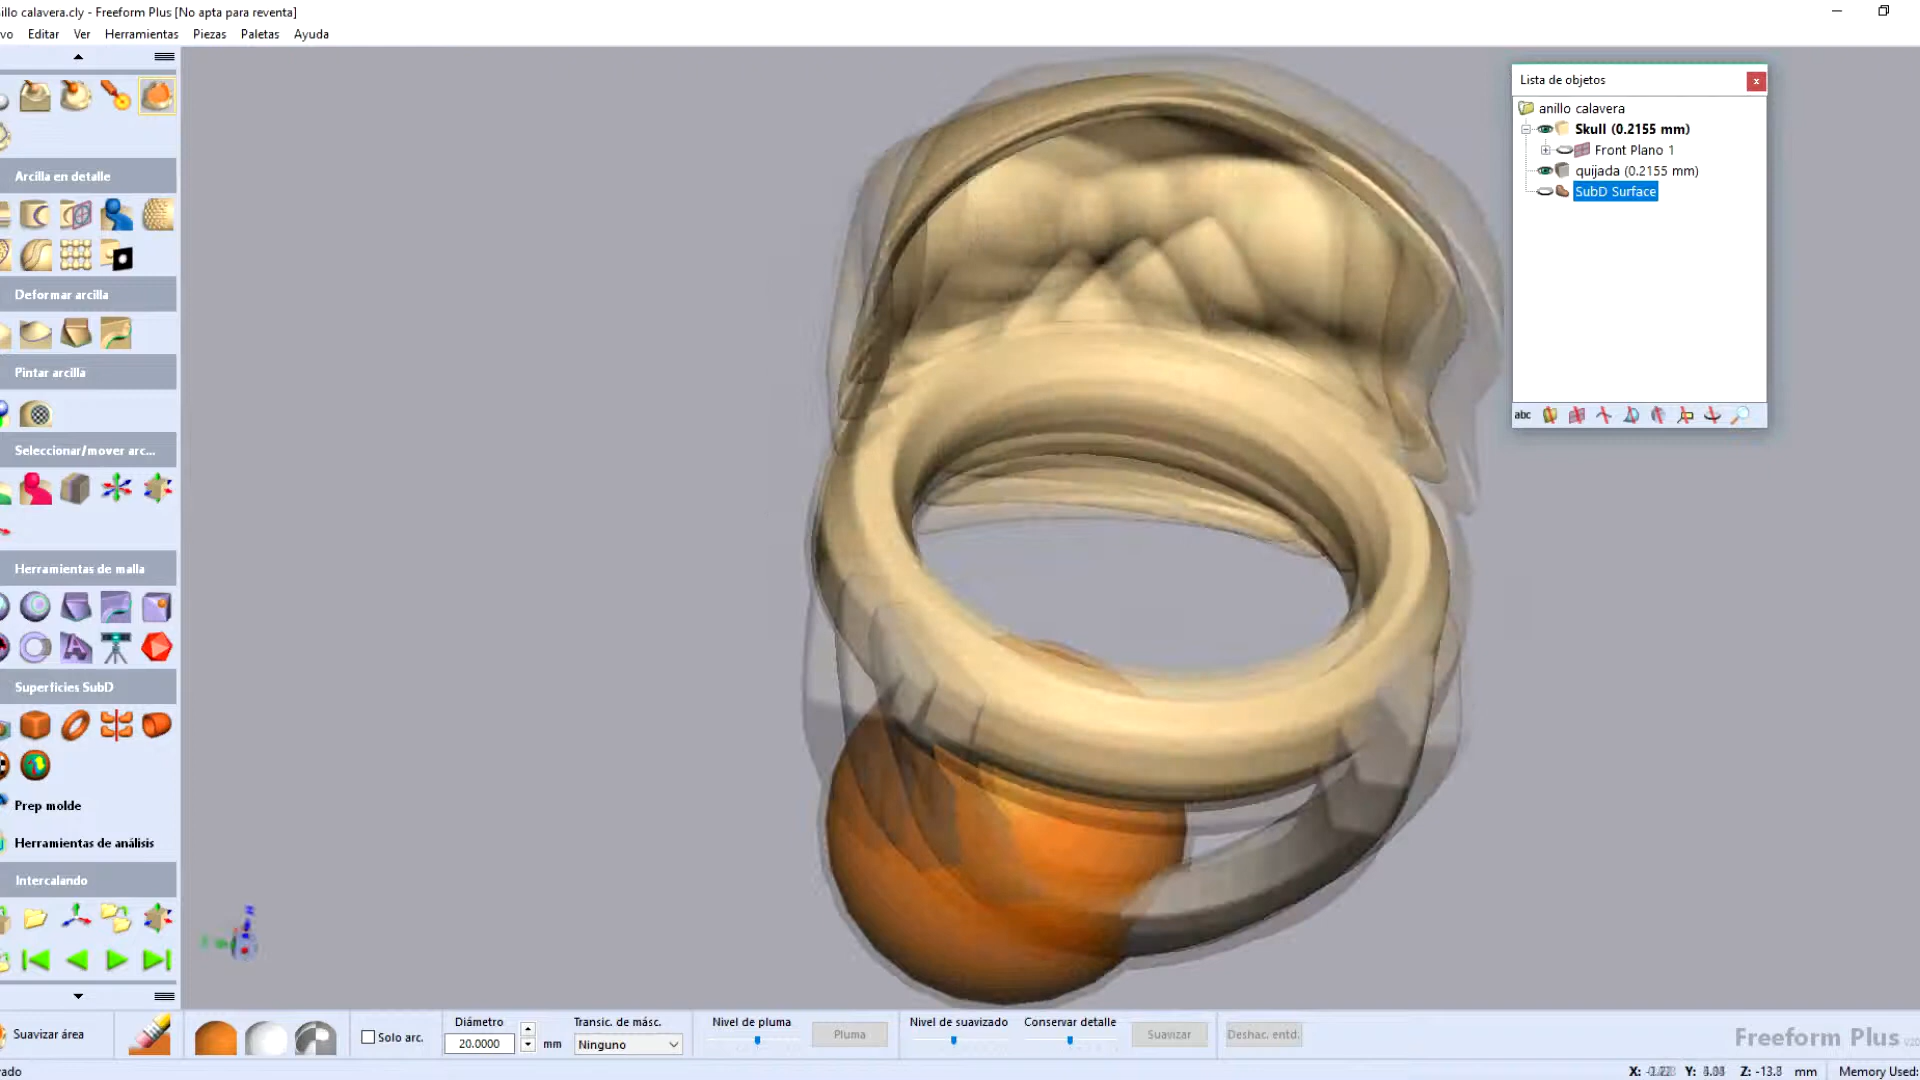 illo calavera.cly - Freeform Plus [No apta para reventa]
vo Editar Ver Herramientas Piezas Paletas Ayuda
Lista de objetos
anillo calavera
Skull (0.2155 mm)
Front Plano 1
quijada (0.2155 mm)
SubD Surface
abc
Arcilla en detalle
Deformar arcilla
Pintar arcilla
Seleccionar/mover arc...
Herramientas de malla
Superficies SubD
Prep molde
Herramientas de análisis
Intercalando
Suavizar área
Solo arc.
Diámetro
20.0000 mm
Transic. de másc.
Ninguno
Nivel de pluma
Pluma
Nivel de suavizado
Conservar detalle
Suavizar
Deshac. entd.
Freeform Plus
ado
X: Y: Z: -13.8 mm Memory Used: